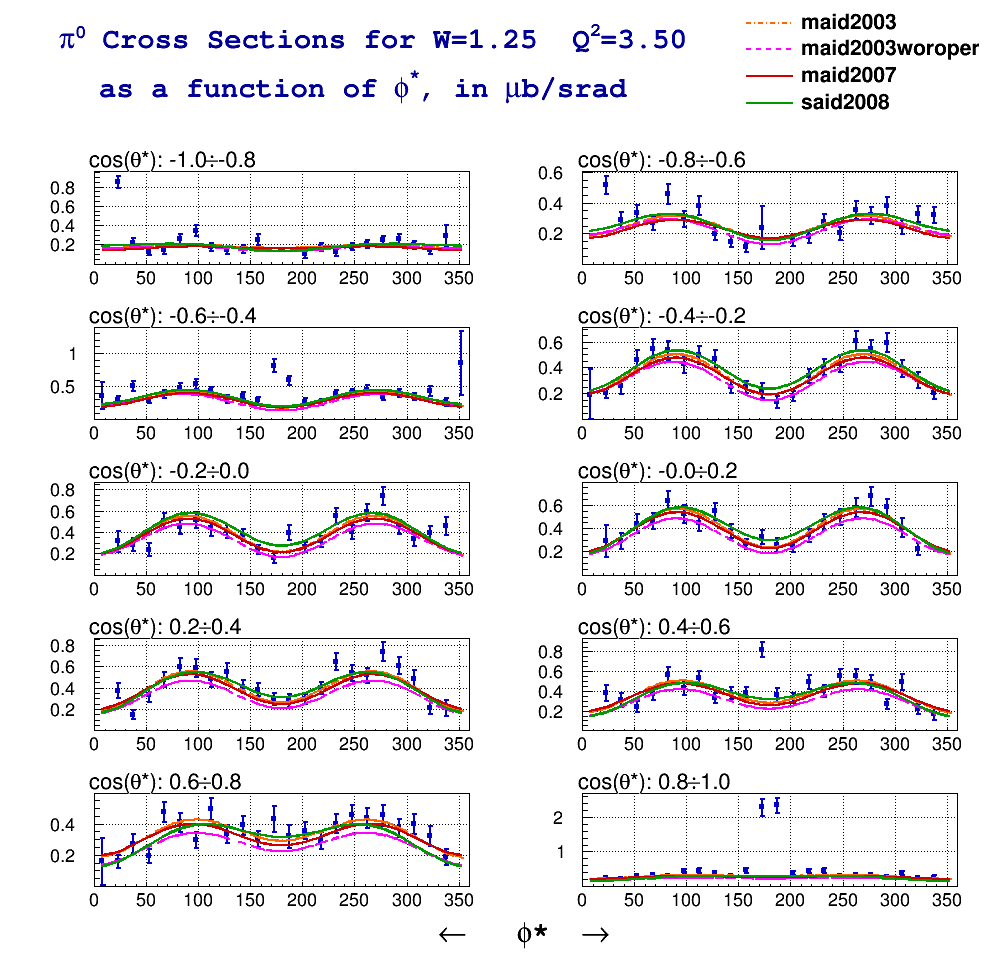 π⁰ Cross Sections for W=1.25 Q²=3.50
as a function of ϕ*, in μb/srad
maid2003
maid2003woroper
maid2007
said2008
cos(θ*): -1.0÷-0.8
0.8
0.6
0.4
0.2
0 50 100 150 200 250 300 350
cos(θ*): -0.8÷-0.6
0.6
0.4
0.2
0 50 100 150 200 250 300 350
cos(θ*): -0.6÷-0.4
1
0.5
0 50 100 150 200 250 300 350
cos(θ*): -0.4÷-0.2
0.6
0.4
0.2
0 50 100 150 200 250 300 350
cos(θ*): -0.2÷0.0
0.8
0.6
0.4
0.2
0 50 100 150 200 250 300 350
cos(θ*): -0.0÷0.2
0.6
0.4
0.2
0 50 100 150 200 250 300 350
cos(θ*): 0.2÷0.4
0.8
0.6
0.4
0.2
0 50 100 150 200 250 300 350
cos(θ*): 0.4÷0.6
0.8
0.6
0.4
0.2
0 50 100 150 200 250 300 350
cos(θ*): 0.6÷0.8
0.4
0.2
0 50 100 150 200 250 300 350
cos(θ*): 0.8÷1.0
2
1
0 50 100 150 200 250 300 350
← ϕ* →